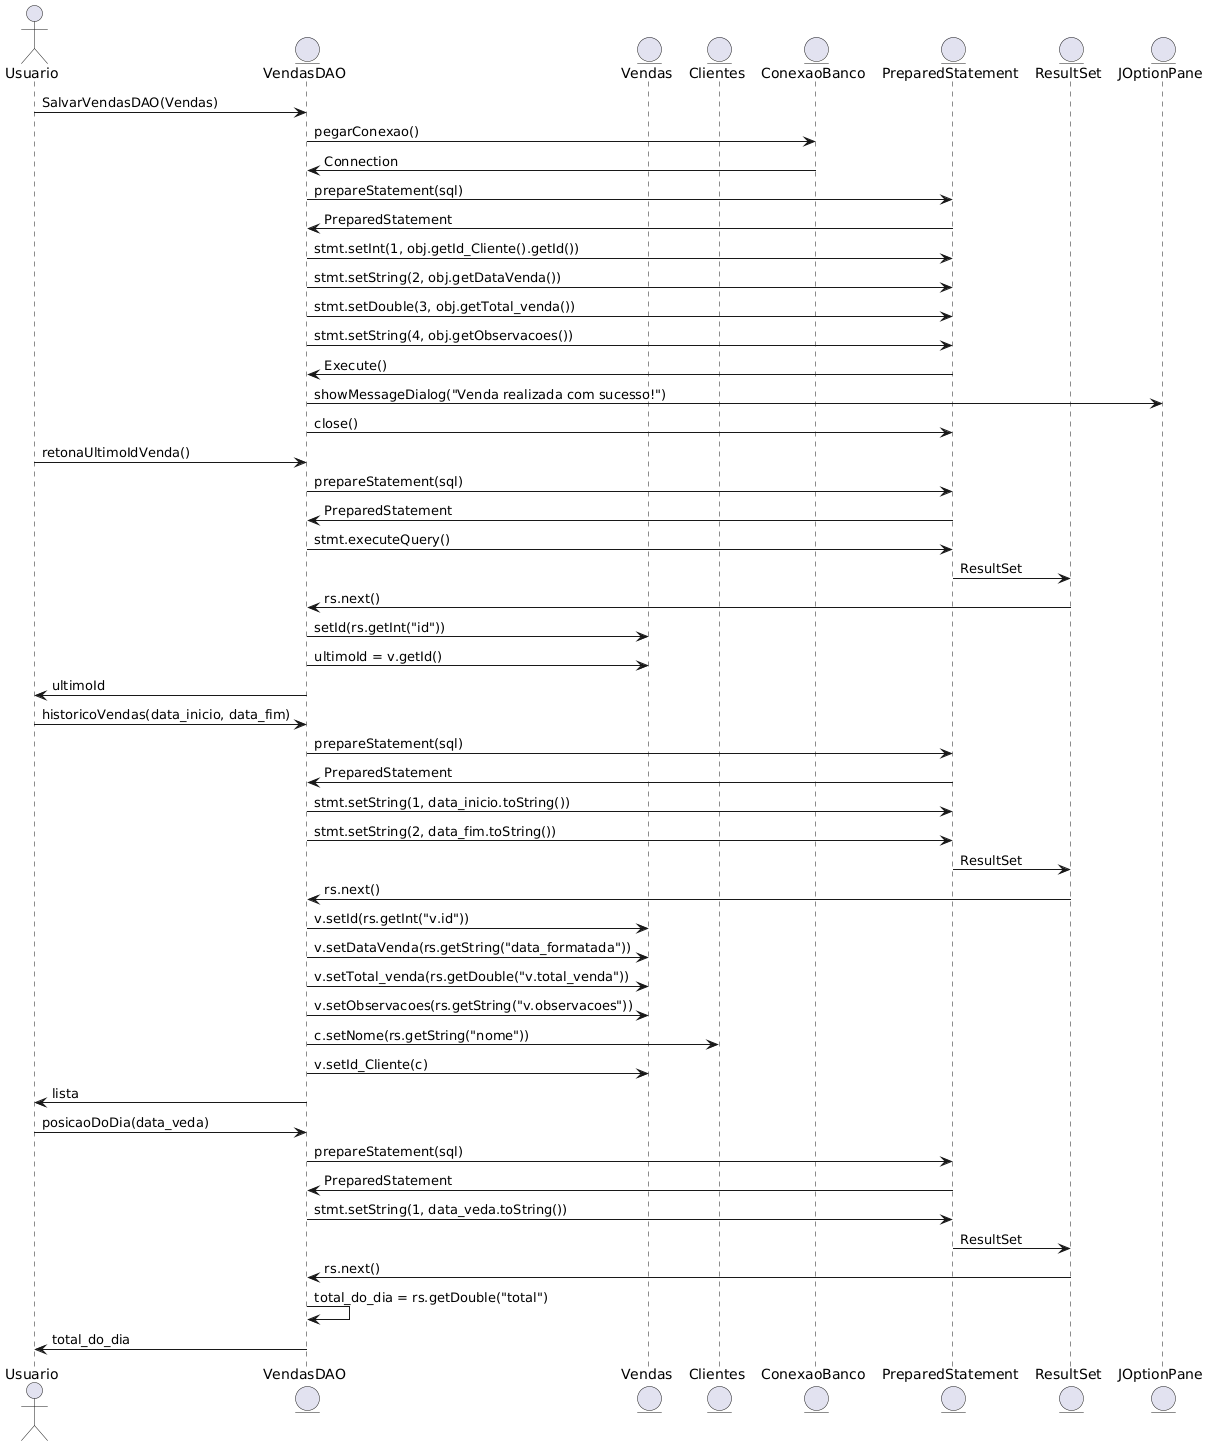 Usuario
VendasDAO
Vendas
Clientes
ConexaoBanco
PreparedStatement
ResultSet
JOptionPane
SalvarVendasDAO(Vendas)
pegarConexao()
Connection
prepareStatement(sql)
PreparedStatement
stmt.setInt(1, obj.getId_Cliente().getId())
stmt.setString(2, obj.getDataVenda())
stmt.setDouble(3, obj.getTotal_venda())
stmt.setString(4, obj.getObservacoes())
Execute()
showMessageDialog("Venda realizada com sucesso!")
close()
retonaUltimoIdVenda()
prepareStatement(sql)
PreparedStatement
stmt.executeQuery()
ResultSet
rs.next()
setId(rs.getInt("id"))
ultimoId = v.getId()
ultimoId
historicoVendas(data_inicio, data_fim)
prepareStatement(sql)
PreparedStatement
stmt.setString(1, data_inicio.toString())
stmt.setString(2, data_fim.toString())
ResultSet
rs.next()
v.setId(rs.getInt("v.id"))
v.setDataVenda(rs.getString("data_formatada"))
v.setTotal_venda(rs.getDouble("v.total_venda"))
v.setObservacoes(rs.getString("v.observacoes"))
c.setNome(rs.getString("nome"))
v.setId_Cliente(c)
lista
posicaoDoDia(data_veda)
prepareStatement(sql)
PreparedStatement
stmt.setString(1, data_veda.toString())
ResultSet
rs.next()
total_do_dia = rs.getDouble("total")
total_do_dia
Usuario
VendasDAO
Vendas
Clientes
ConexaoBanco
PreparedStatement
ResultSet
JOptionPane